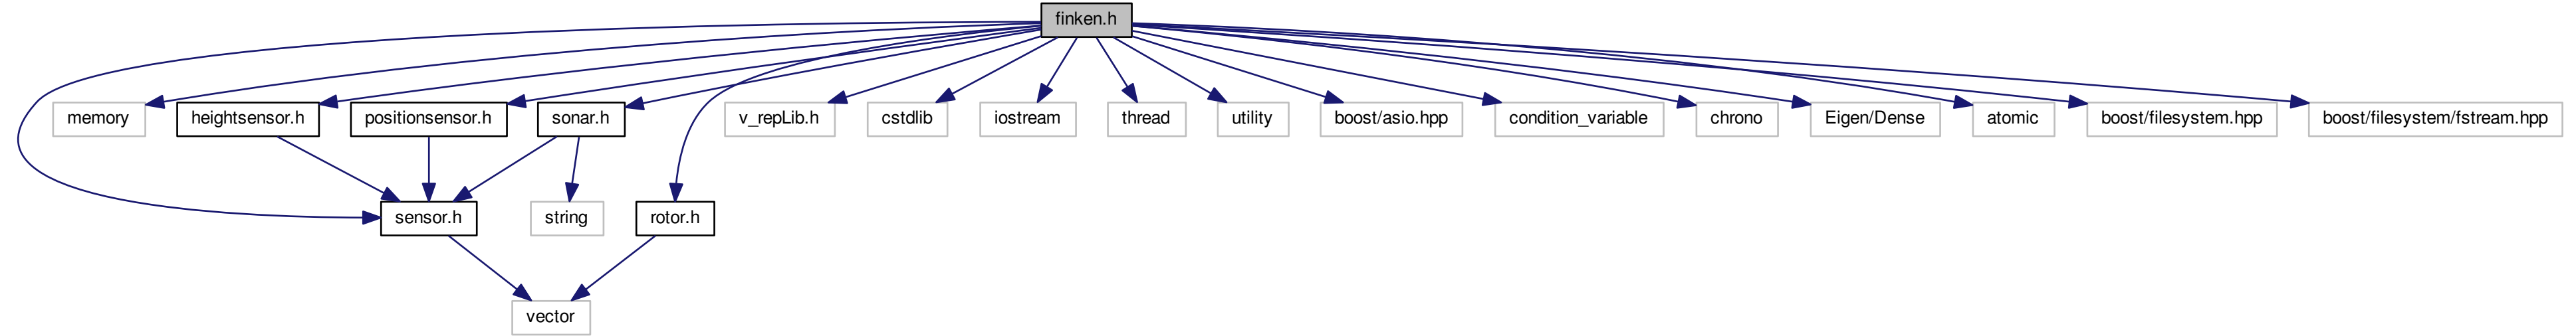 finken.h
memory
heightsensor.h
positionsensor.h
sonar.h
v_repLib.h
cstdlib
iostream
thread
utility
boost/asio.hpp
condition_variable
chrono
Eigen/Dense
atomic
boost/filesystem.hpp
boost/filesystem/fstream.hpp
sensor.h
string
rotor.h
vector